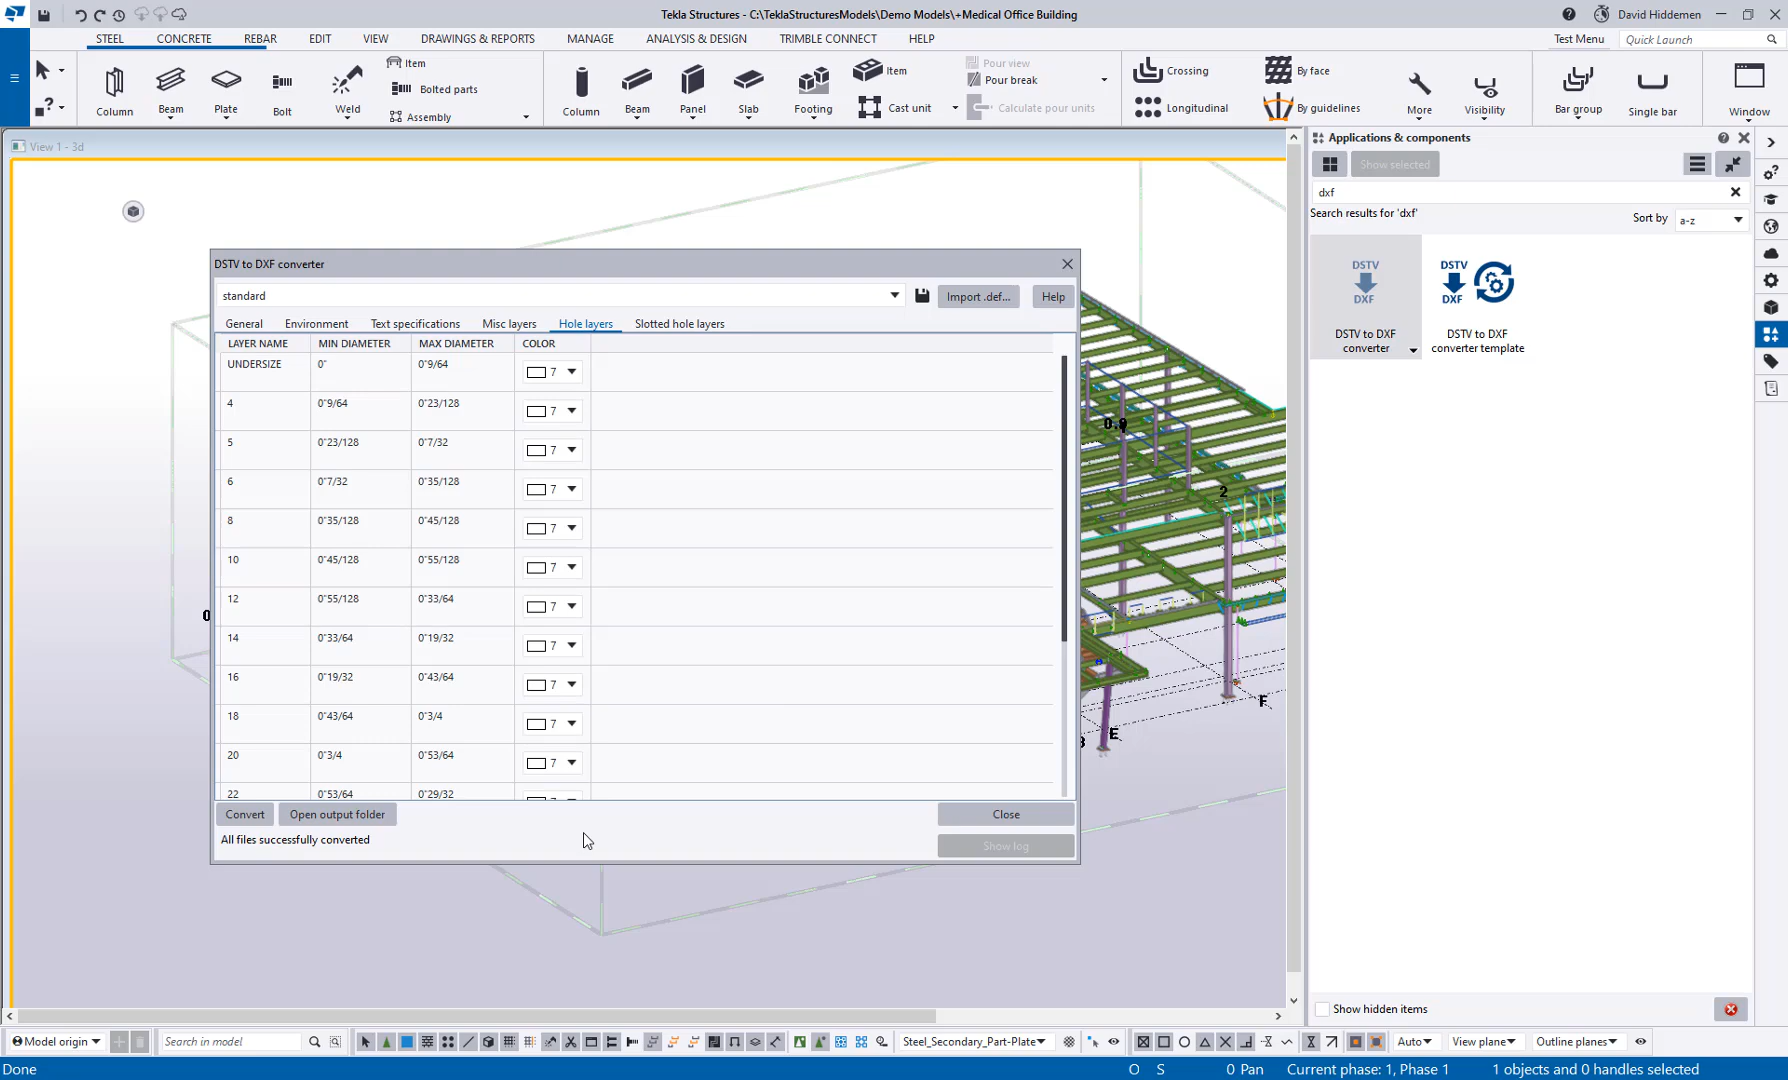 Tekla Structures - C:\TeklaStructuresModels\Demo Models\+Medical Office Building
David Hiddemen
STEEL CONCRETE REBAR EDIT VIEW DRAWINGS & REPORTS MANAGE ANALYSIS & DESIGN TRIMBLE CONNECT HELP
Test Menu Quick Launch
Column Beam Plate Bolt Weld
Item
Bolted parts
Assembly
Column Beam Panel Slab Footing
Item
Cast unit
Pour view
Pour break
Calculate pour units
Crossing
Longitudinal
By face
By guidelines
More Visibility Bar group Single bar Window
View 1 - 3d
Applications & components
Show selected
dxf
Search results for 'dxf'
Sort by a-z
DSTV DXF
DSTV DXF
DSTV to DXF converter
DSTV to DXF converter template
DSTV to DXF converter
standard
Import .def...
Help
General Environment Text specifications Misc layers Hole layers Slotted hole layers
LAYER NAME MIN DIAMETER MAX DIAMETER COLOR
UNDERSIZE 0" 0"9/64 7
4 0"9/64 0"23/128 7
5 0"23/128 0"7/32 7
6 0"7/32 0"35/128 7
8 0"35/128 0"45/128 7
10 0"45/128 0"55/128 7
12 0"55/128 0"33/64 7
14 0"33/64 0"19/32 7
16 0"19/32 0"43/64 7
18 0"43/64 0"3/4 7
20 0"3/4 0"53/64 7
22 0"53/64 0"29/32
Convert Open output folder Close
All files successfully converted
Show log
2
F
E
Show hidden items
Model origin Search in model Steel_Secondary_Part-Plate Auto View plane Outline planes
Done O S 0 Pan Current phase: 1, Phase 1 1 objects and 0 handles selected